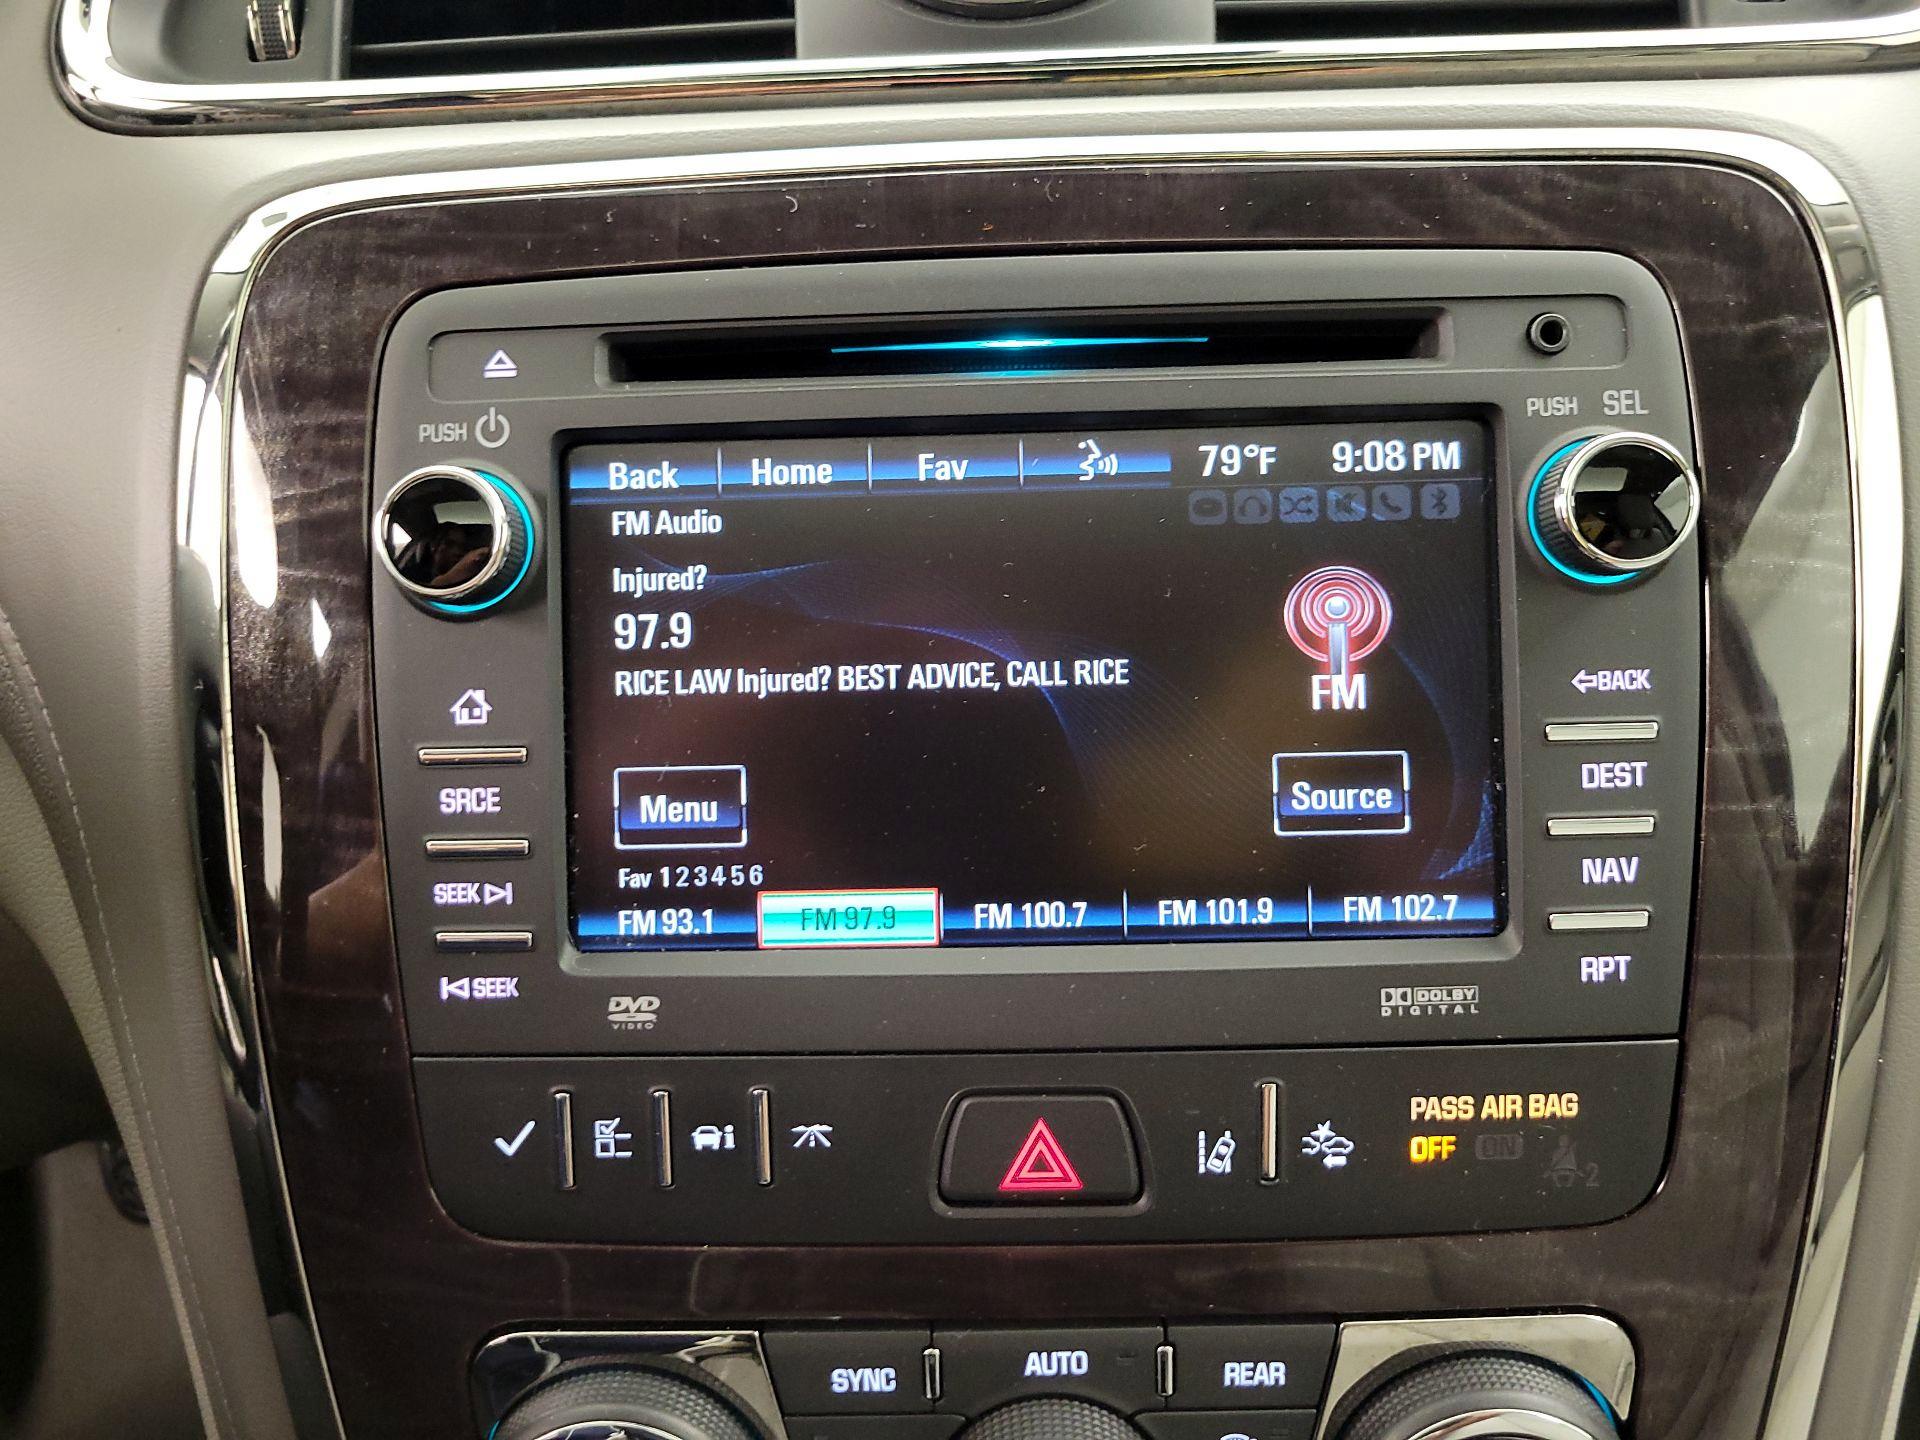 PUSH
PUSH SEL
Back Home Fav 79°F 9:08 PM
FM Audio
Injured?
97.9
RICE LAW Injured? BEST ADVICE, CALL RICE
FM
Menu
Source
Fav 1 2 3 4 5 6
FM 93.1 FM 97.9 FM 100.7 FM 101.9 FM 102.7
SRCE
SEEK
SEEK
BACK
DEST
NAV
RPT
DVD
VIDEO
DOLBY
DIGITAL
PASS AIR BAG
OFF ON
2
SYNC AUTO REAR